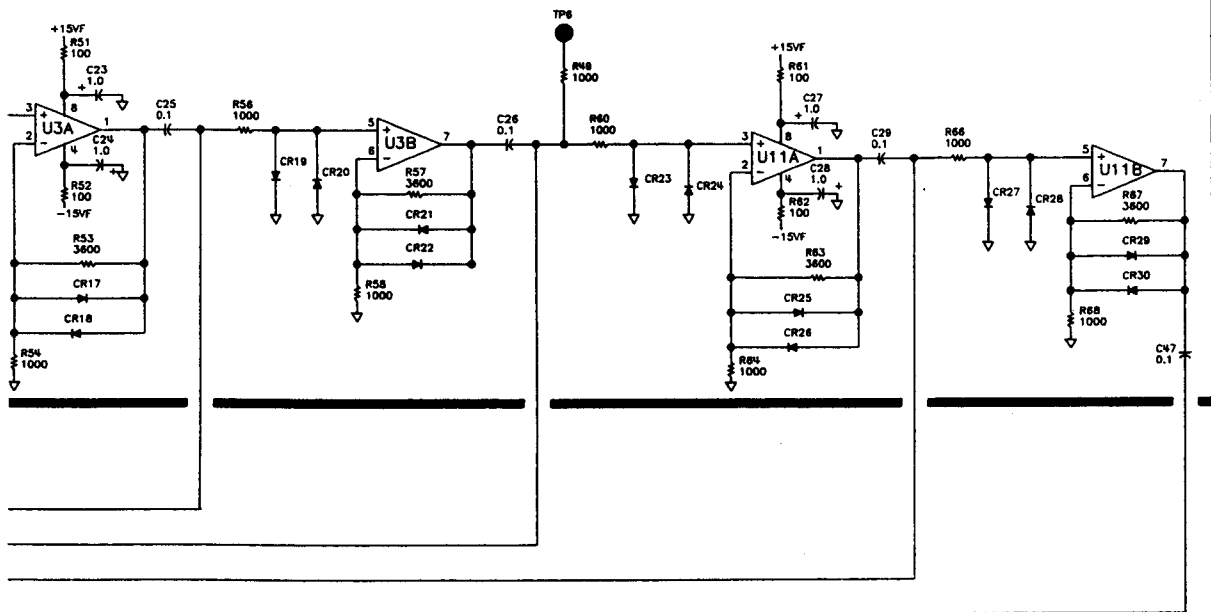 TP6
+15VF
R51
100
C23
1.0
+
8
3
+
U3A
1
2
−
4
C24
1.0
+
R52
100
−15VF
R53
3600
CR17
CR18
R54
1000
C25
0.1
R56
1000
CR19
CR20
5
+
U3B
7
6
−
R57
3600
CR21
CR22
R58
1000
C26
0.1
R49
1000
R60
1000
CR23
CR24
+15VF
R61
100
C27
1.0
+
8
3
+
U11A
1
2
−
4
C28
1.0
+
R62
100
−15VF
R63
3600
CR25
CR26
R64
1000
C29
0.1
R66
1000
CR27
CR28
5
+
U11B
7
6
−
R67
3600
CR29
CR30
R68
1000
C47
0.1